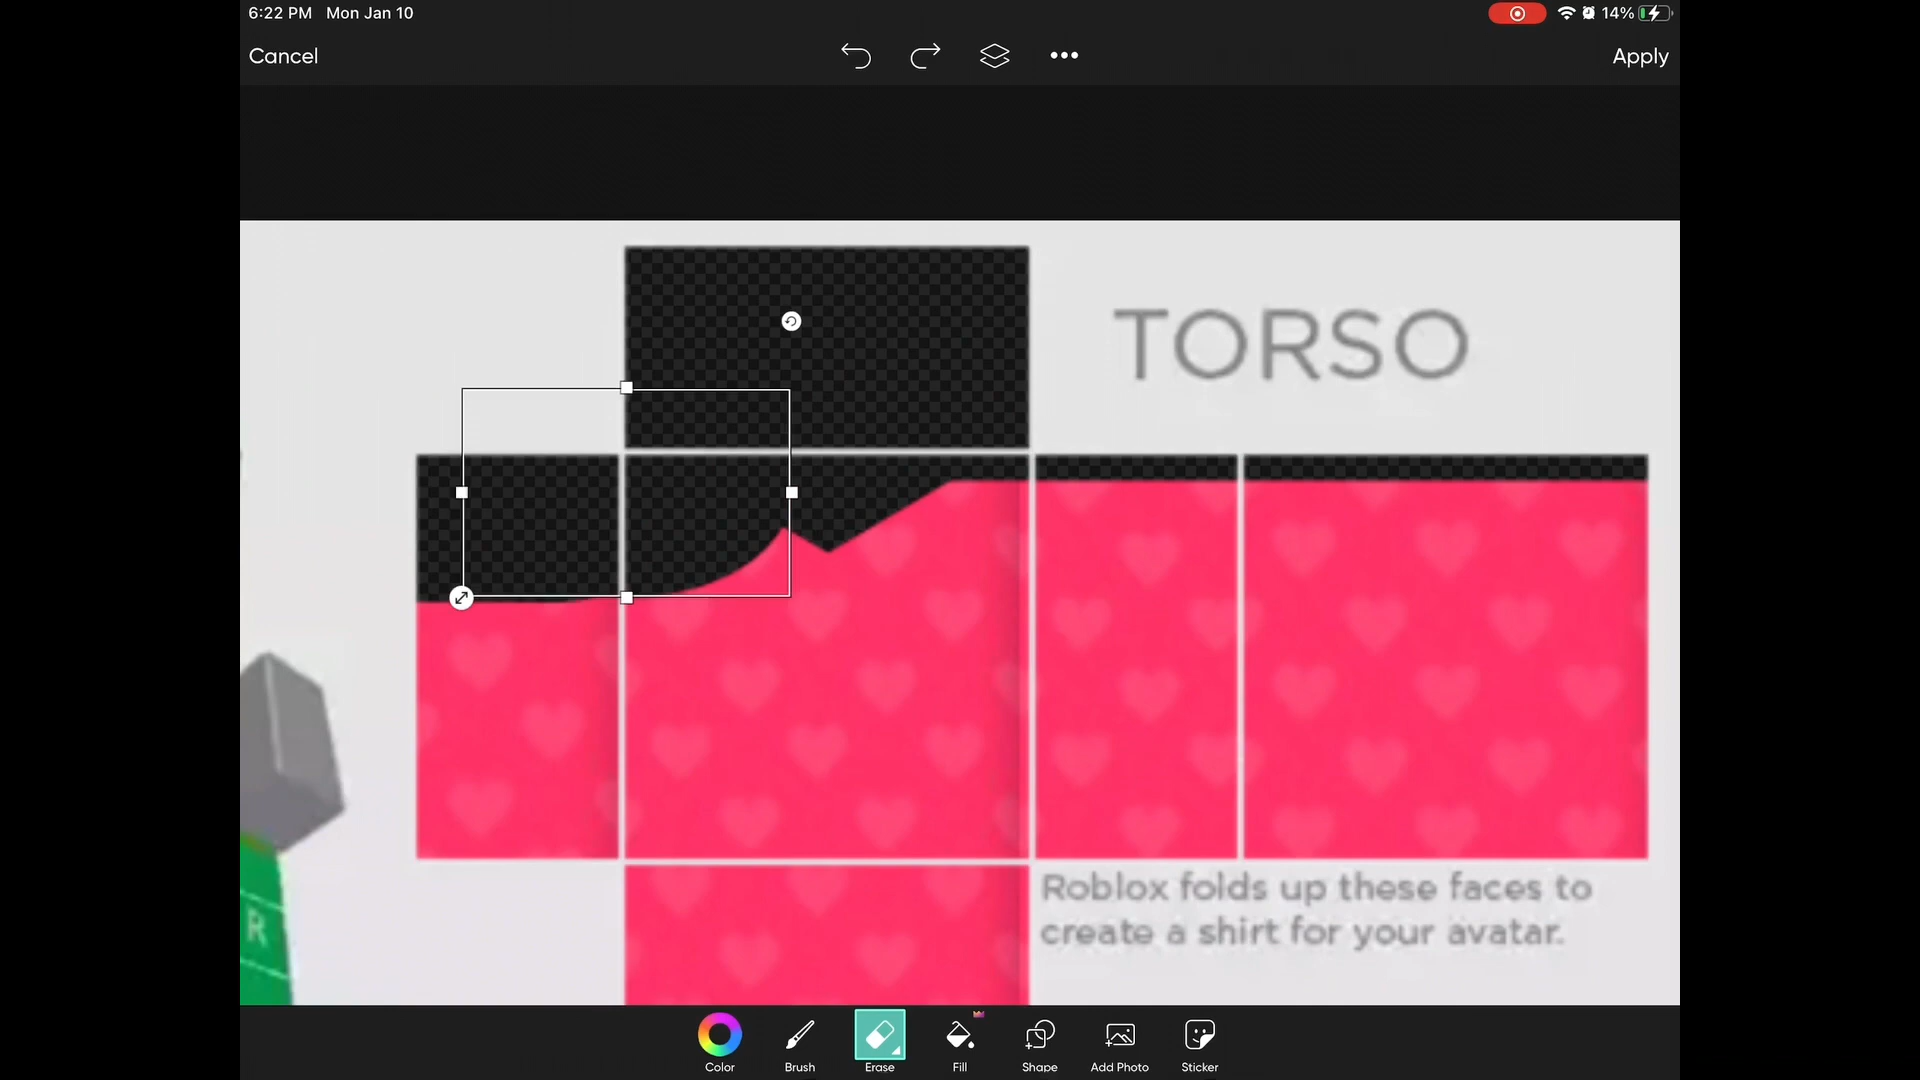 6:22 PM Mon Jan 10
14%
Cancel
Apply
TORSO
R
Roblox folds up these faces to
create a shirt for your avatar.
Color
Brush
Erase
Fill
Shape
Add Photo
Sticker